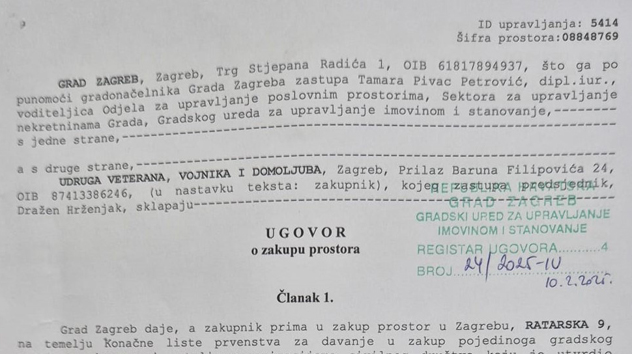 ID upravljanja: 5414
Šifra prostora:08848769
GRAD ZAGREB, Zagreb, Trg Stjepana Radića 1, OIB 61817894937, što ga po
punomoći gradonačelnika Grada Zagreba zastupa Tamara Pivac Petrović, dipl.iur.,
voditeljica Odjela za upravljanje poslovnim prostorima, Sektora za upravljanje
nekretninama Grada, Gradskog ureda za upravljanje imovinom i stanovanje,--------
s jedne strane,-----------------------------------------------------------------
a s druge strane,---------------------------------------------------------------
UDRUGA VETERANA, VOJNIKA I DOMOLJUBA, Zagreb, Prilaz Baruna Filipovića 24,
OIB 87413386246, (u nastavku teksta: zakupnik), kojeg zastupa predsjednik,
Dražen Hrženjak, sklapaju-------------------------------------------------------
REPUBLIKA HRVATSKA
GRAD ZAGREB
GRADSKI URED ZA UPRAVLJANJE
IMOVINOM I STANOVANJE
REGISTAR UGOVORA...........4
BROJ 24/2025-IV
10.2.2025.
U G O V O R
o zakupu prostora
Članak 1.
Grad Zagreb daje, a zakupnik prima u zakup prostor u Zagrebu, RATARSKA 9,
na temelju Konačne liste prvenstva za davanje u zakup pojedinoga gradskog